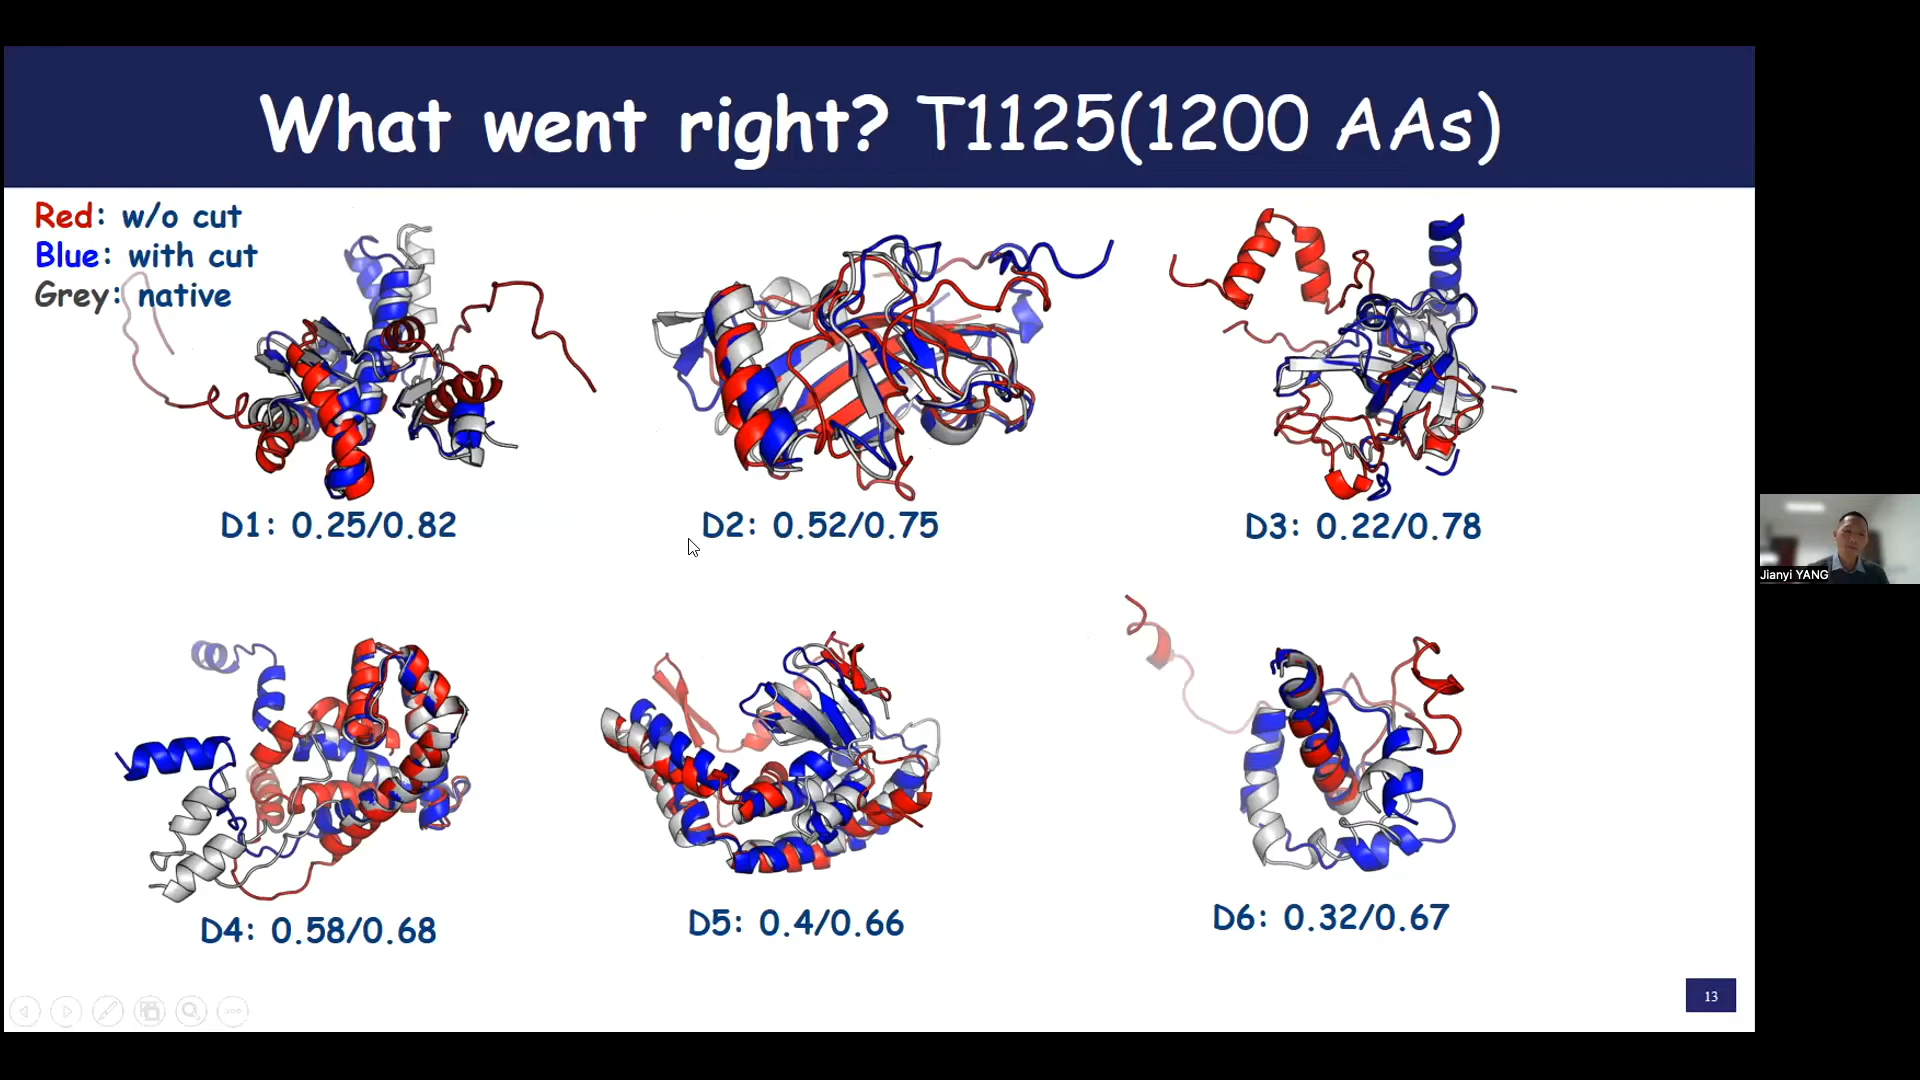 What went right? T1125(1200 AAs)
Red: w/o cut
Blue: with cut
Grey: native
D1: 0.25/0.82
D2: 0.52/0.75
D3: 0.22/0.78
Jianyi YANG
D4: 0.58/0.68
D5: 0.4/0.66
D6: 0.32/0.67
13